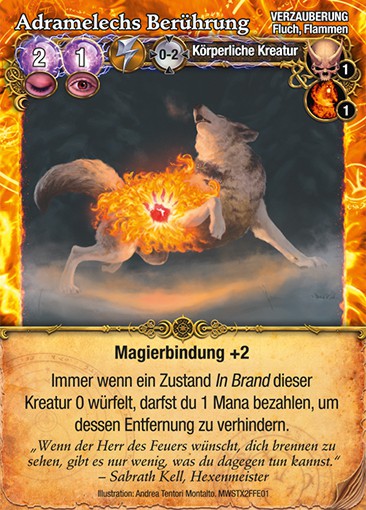 Adramelechs Berührung
VERZAUBERUNG
Fluch, Flammen
2 1 0-2 Körperliche Kreatur 1
1
Magierbindung +2
Immer wenn ein Zustand In Brand dieser
Kreatur 0 würfelt, darfst du 1 Mana bezahlen, um
dessen Entfernung zu verhindern.
„Wenn der Herr des Feuers wünscht, dich brennen zu
sehen, gibt es nur wenig, was du dagegen tun kannst.“
– Sabrath Kell, Hexenmeister
Illustration: Andrea Tentori Montalto, MWSTX2FFE01